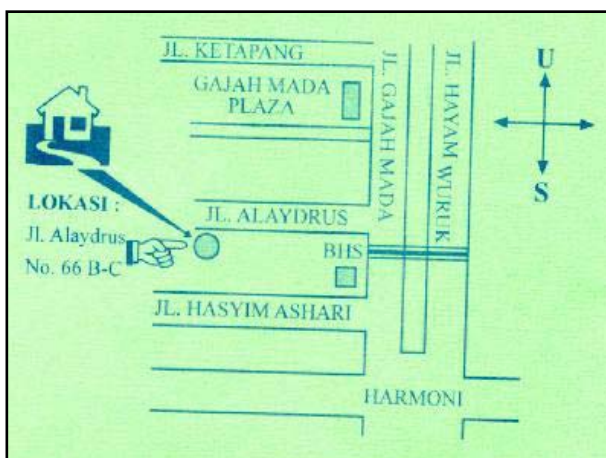 JL. KETAPANG
GAJAH MADA
PLAZA
JL. GAJAH MADA
JL. HAYAM WURUK
U
S
LOKASI :
Jl. Alaydrus
No. 66 B-C
JL. ALAYDRUS
BHS
JL. HASYIM ASHARI
HARMONI